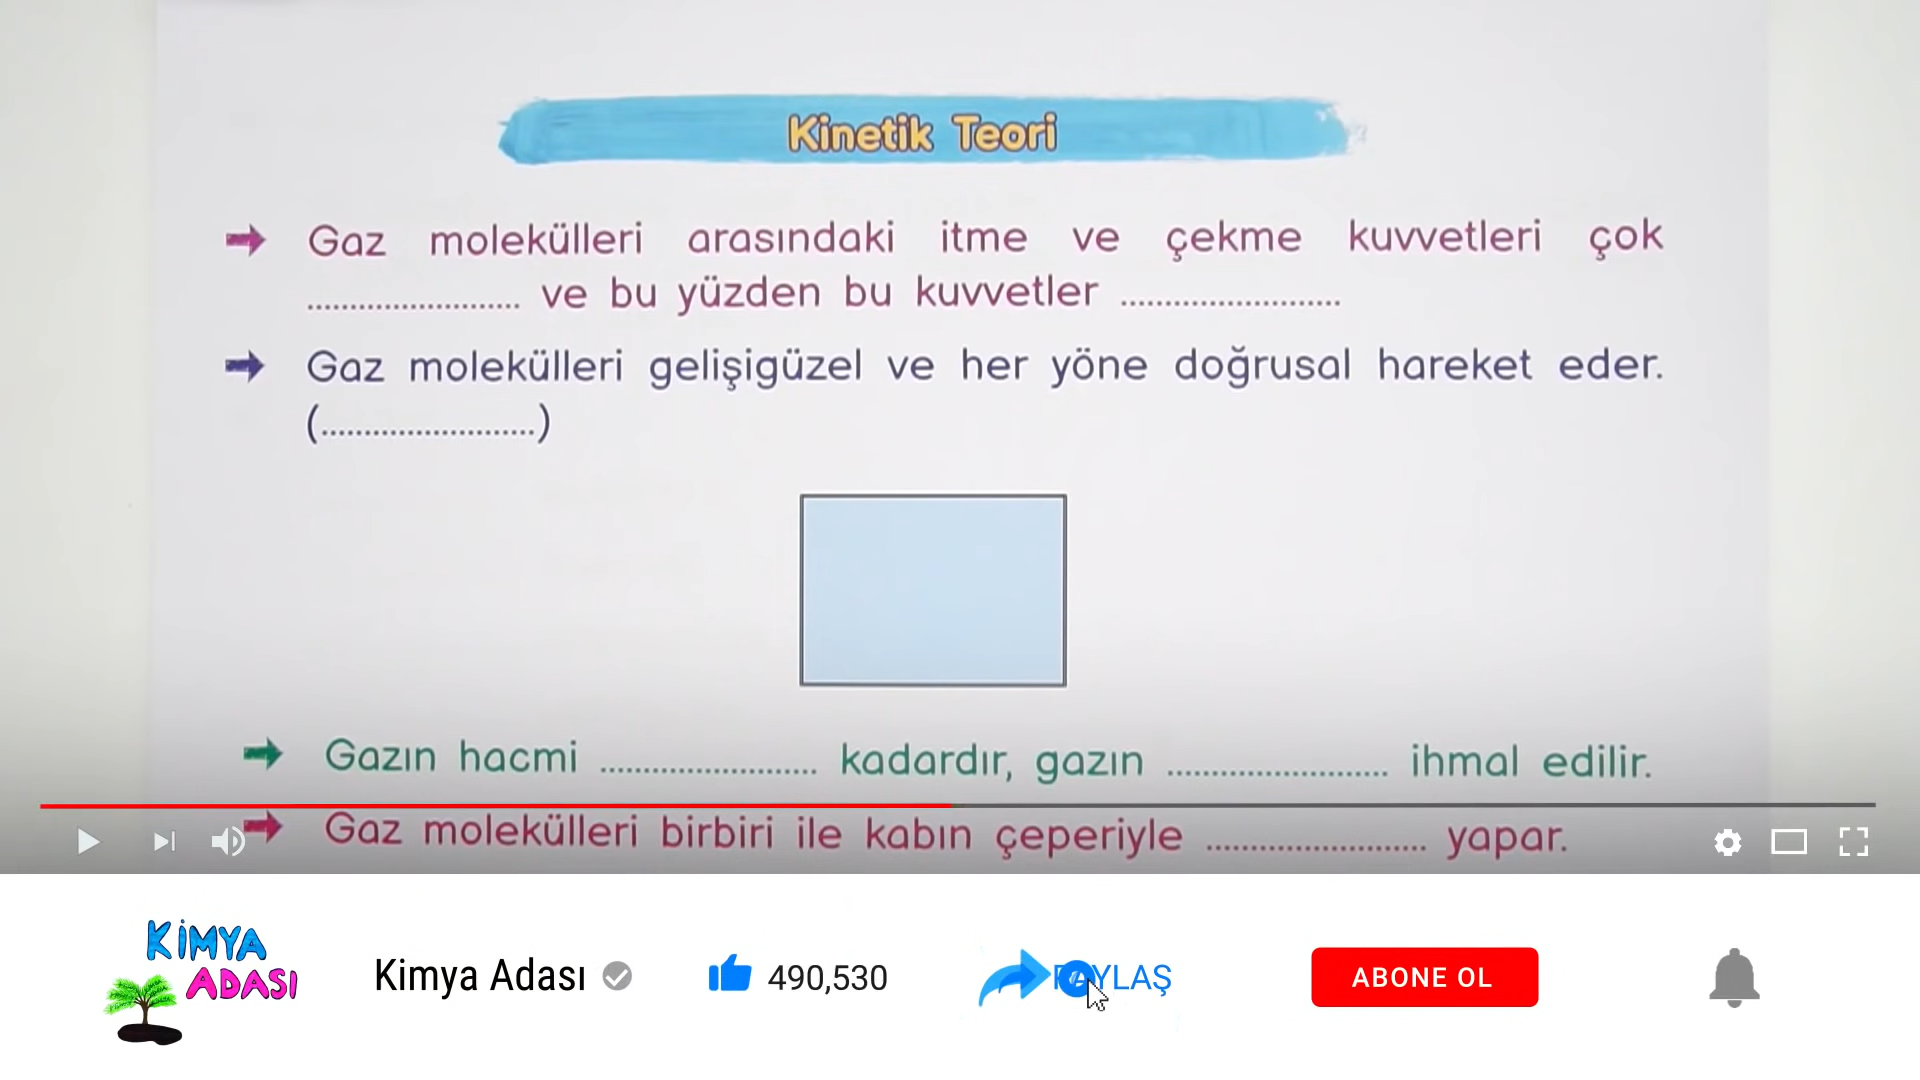 Kinetik Teori
Gaz molekülleri arasındaki itme ve çekme kuvvetleri çok
........................ ve bu yüzden bu kuvvetler .........................
Gaz molekülleri gelişigüzel ve her yöne doğrusal hareket eder.
(........................)
Gazın hacmi ........................ kadardır, gazın ......................... ihmal edilir.
Gaz molekülleri birbiri ile kabın çeperiyle ......................... yapar.
KİMYA
ADASI
Kimya Adası
490,530
PAYLAŞ
ABONE OL